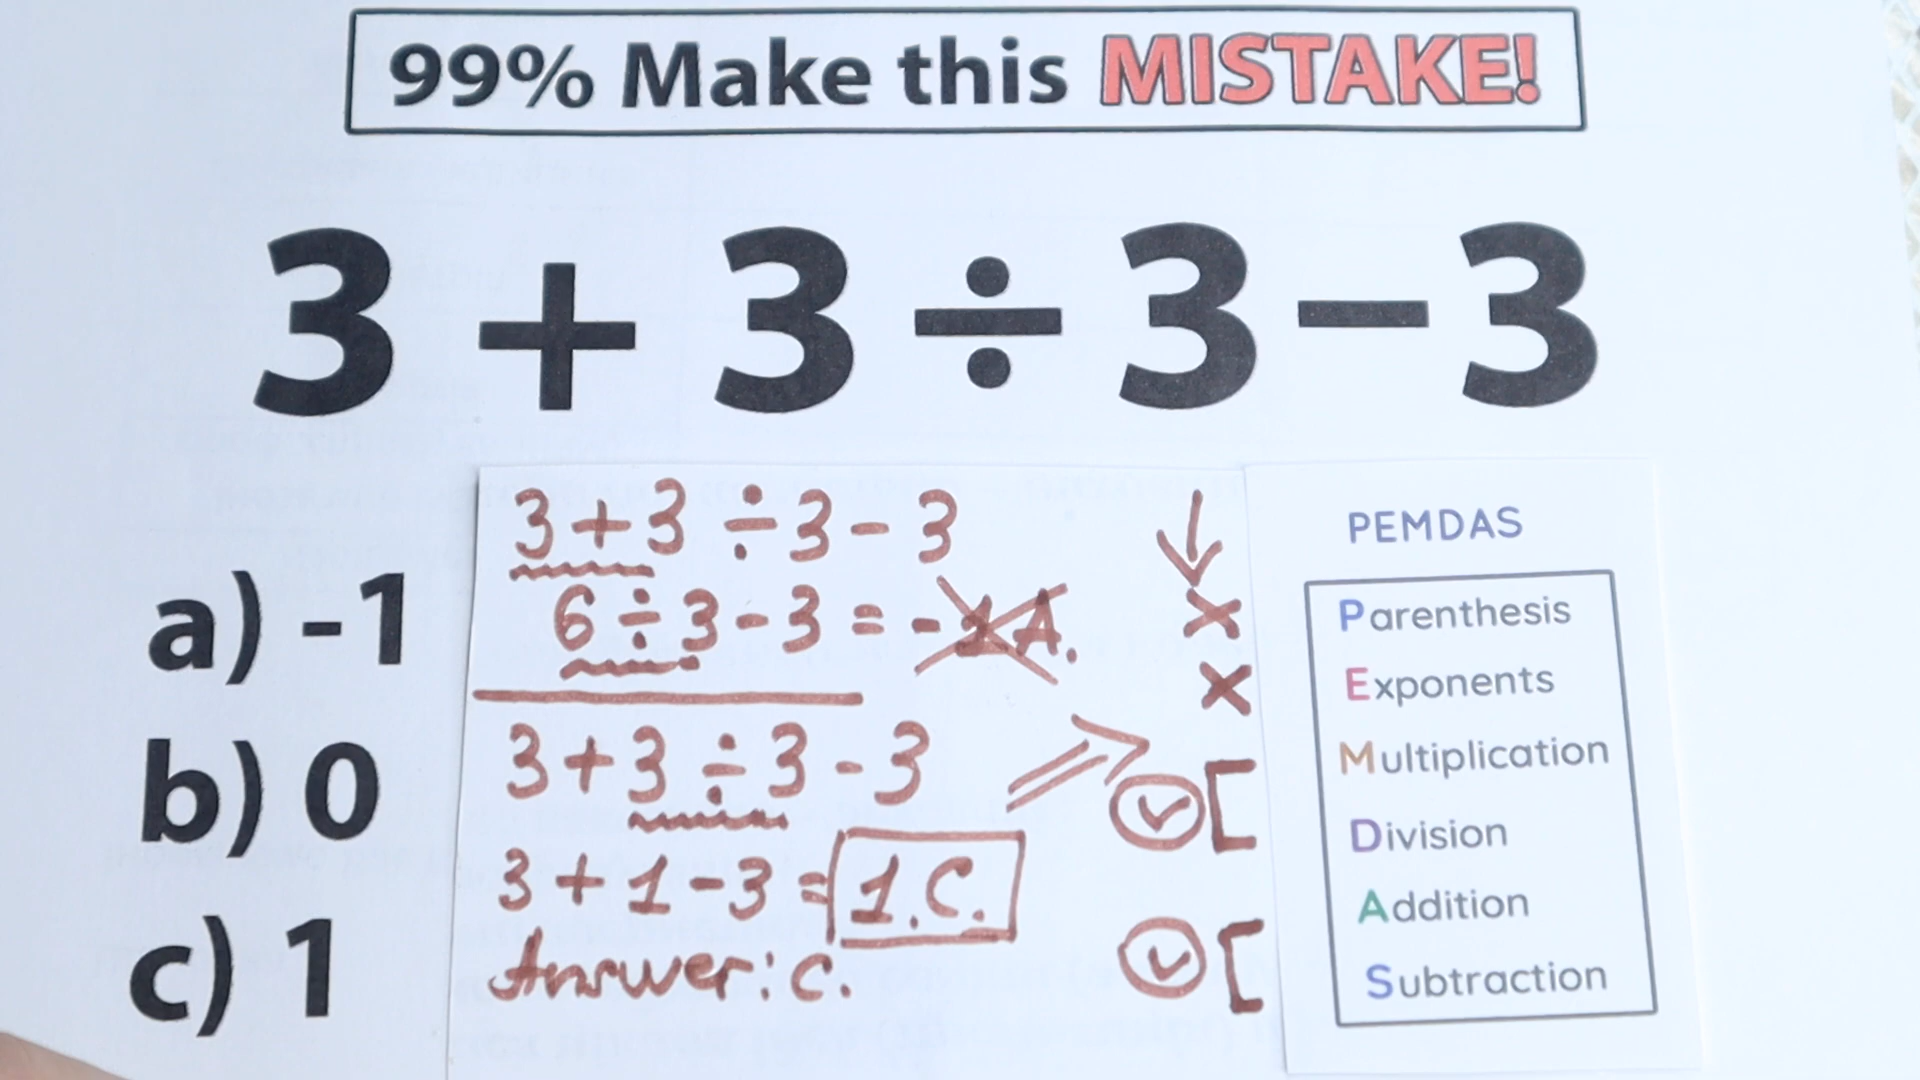 99% Make this MISTAKE!
3 + 3 ÷ 3 − 3
a) -1
b) 0
c) 1
3 + 3 ÷ 3 - 3
6 ÷ 3 - 3 = -1 A.
3 + 3 ÷ 3 - 3
3 + 1 - 3 = 1. C.
Answer: C.
PEMDAS
Parenthesis
Exponents
Multiplication
Division
Addition
Subtraction